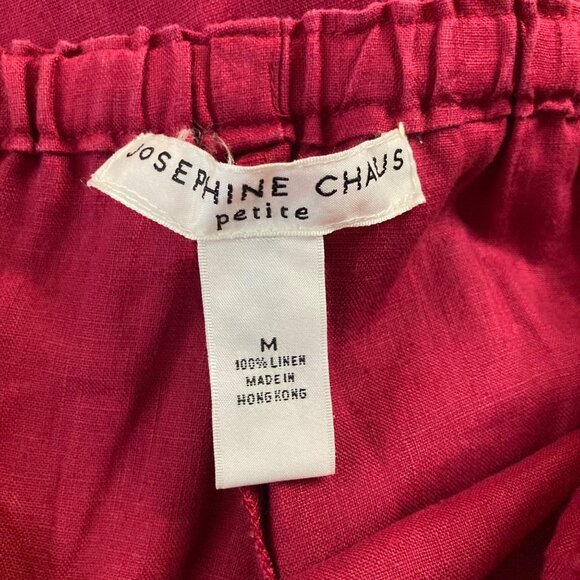 JOSEPHINE CHAUS
petite
M
100% LINEN
MADE IN
HONG KONG